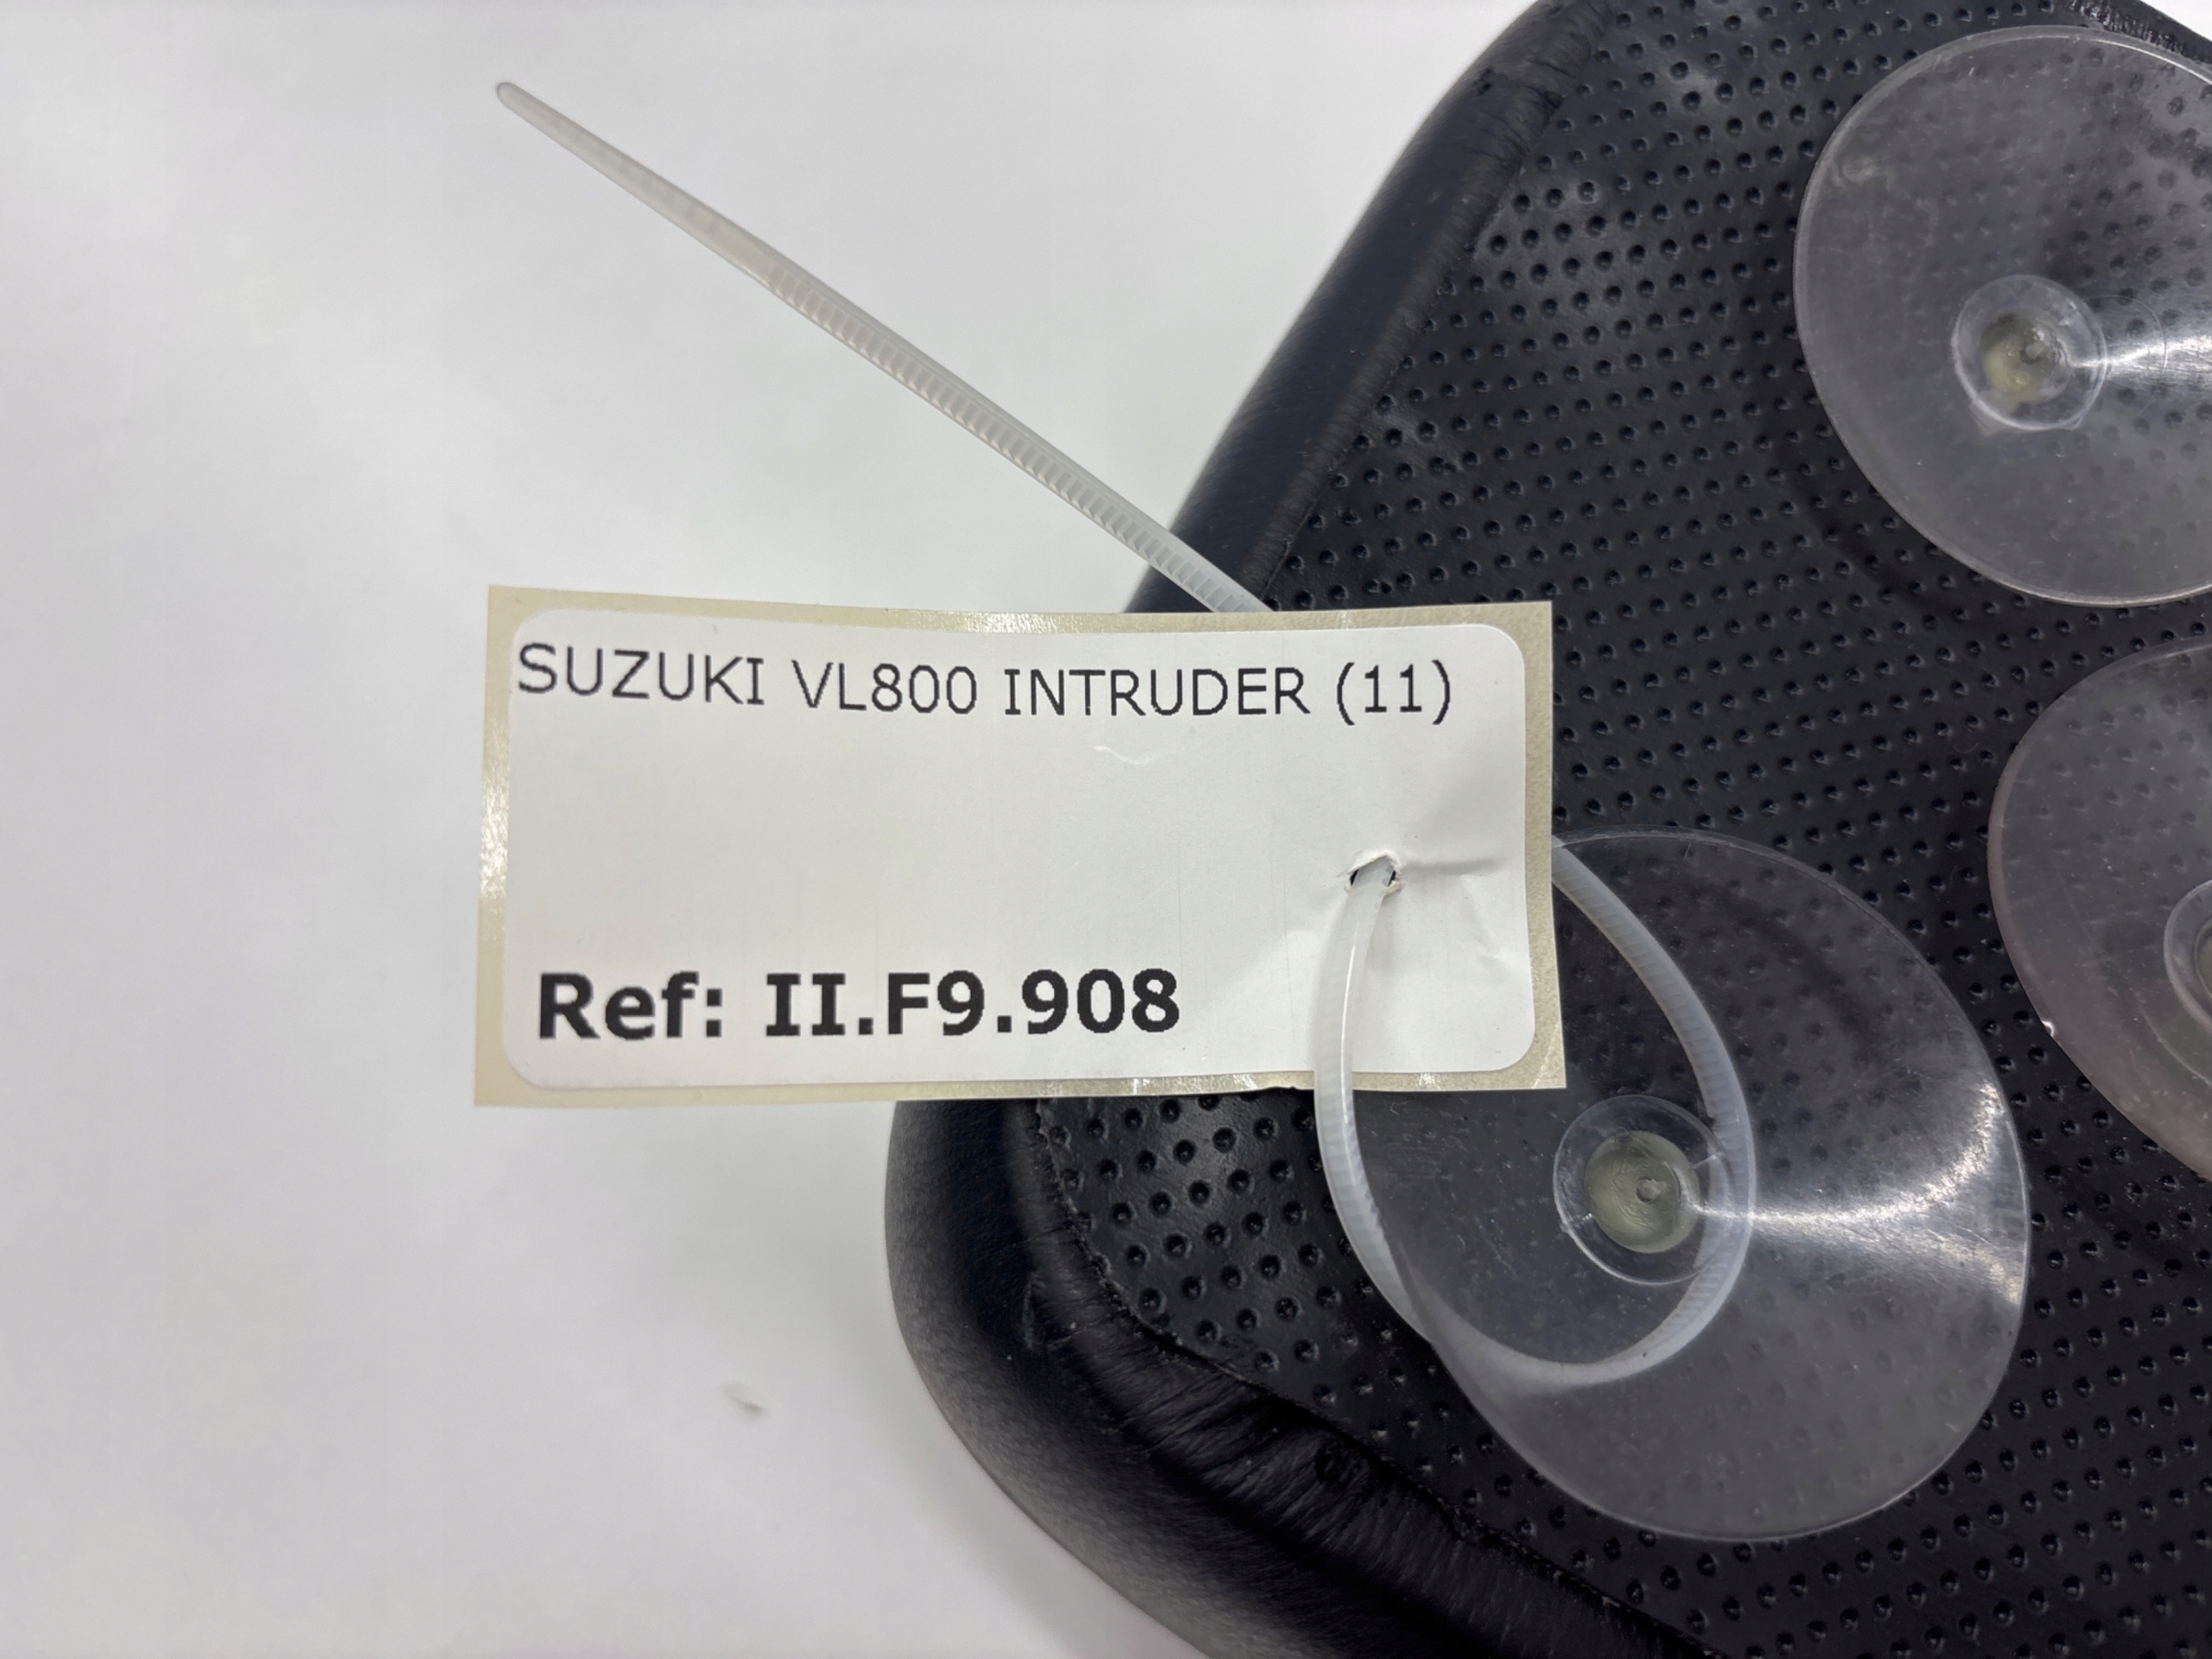 SUZUKI VL800 INTRUDER (11)
Ref: II.F9.908